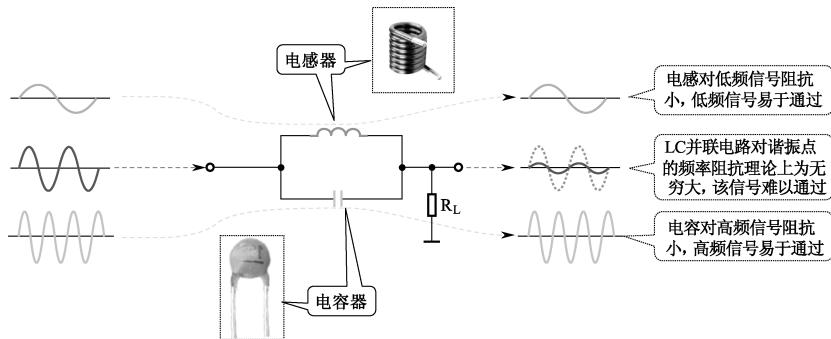 电感器
电感对低频信号阻抗
小，低频信号易于通过
LC并联电路对谐振点
的频率阻抗理论上为无
穷大，该信号难以通过
RL
电容对高频信号阻抗
小，高频信号易于通过
电容器